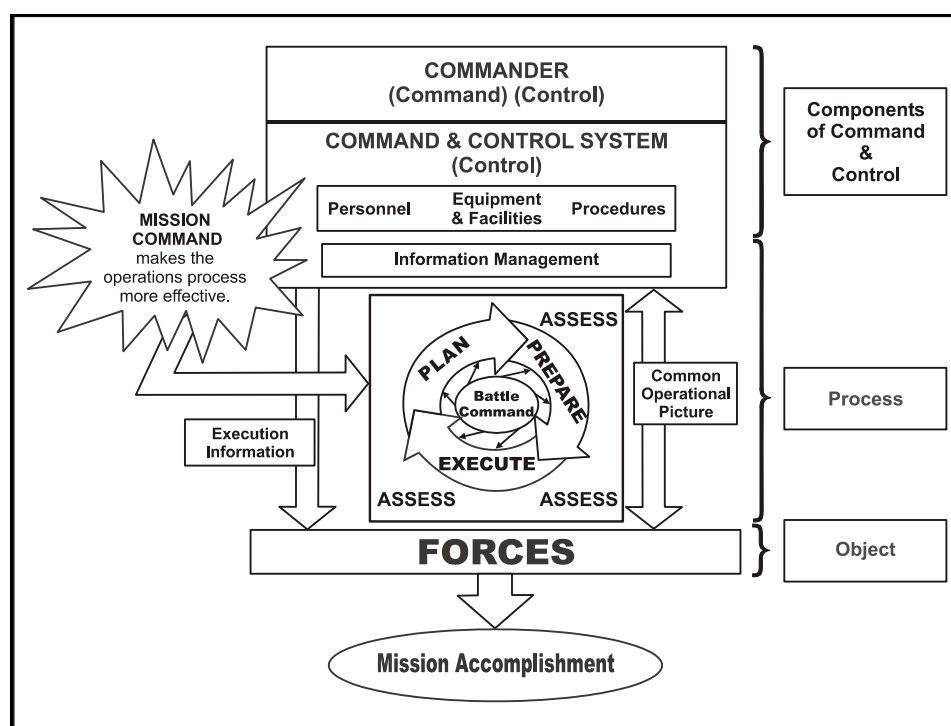 COMMANDER
(Command) (Control)
COMMAND & CONTROL SYSTEM
(Control)
Personnel
Equipment
& Facilities
Procedures
Information Management
Components
of Command
&
Control
MISSION
COMMAND
makes the
operations process
more effective.
ASSESS
PLAN
PREPARE
Battle
Command
EXECUTE
ASSESS
ASSESS
Execution
Information
Common
Operational
Picture
Process
FORCES
Object
Mission Accomplishment